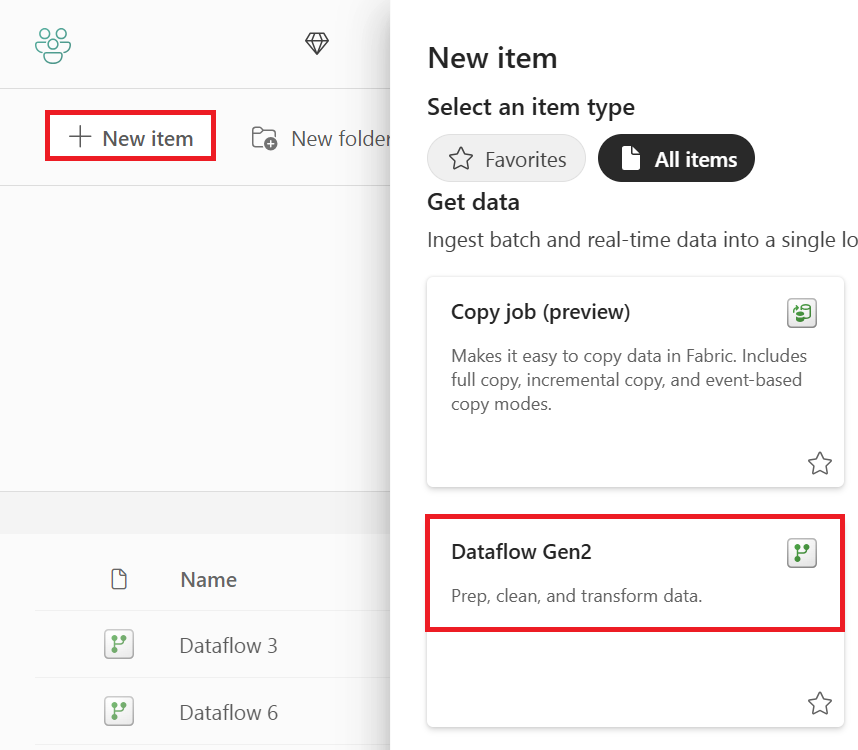 New item
New folder
Name
Dataflow 3
Dataflow 6
New item
Select an item type
Favorites
All items
Get data
Ingest batch and real-time data into a single lo
Copy job (preview)
Makes it easy to copy data in Fabric. Includes
full copy, incremental copy, and event-based
copy modes.
Dataflow Gen2
Prep, clean, and transform data.